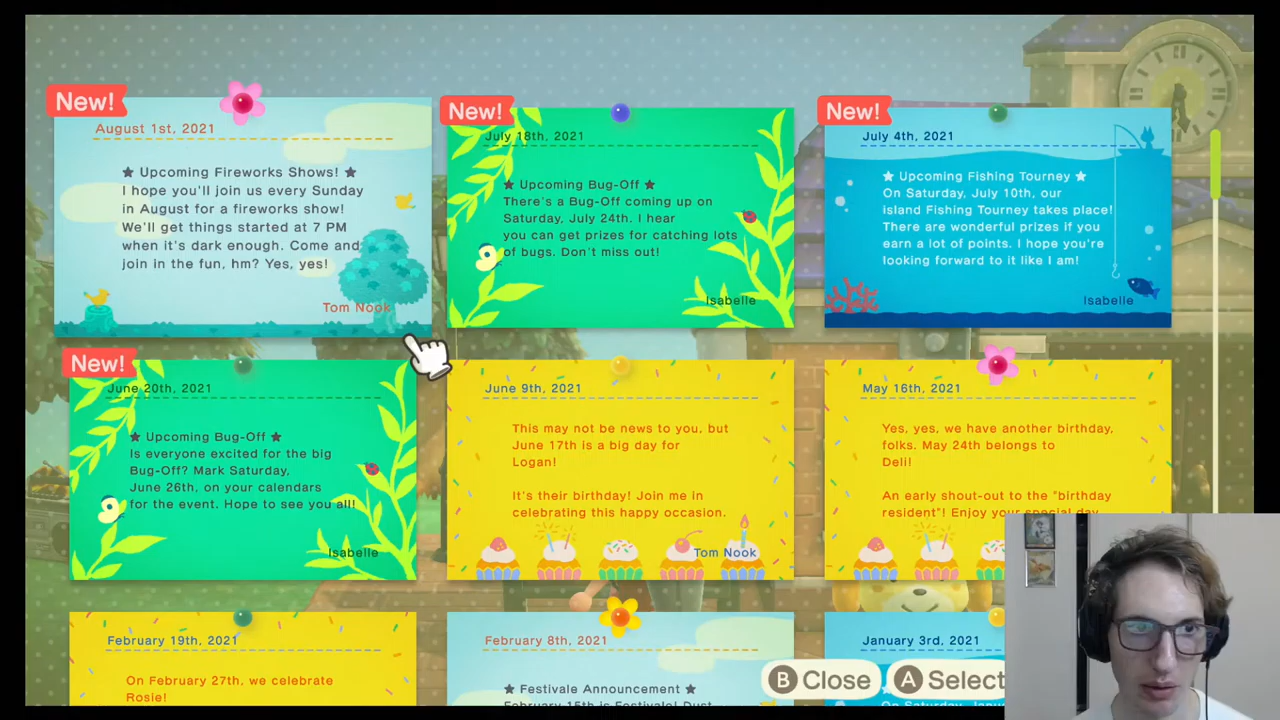 New!
August 1st, 2021
★ Upcoming Fireworks Shows! ★
I hope you'll join us every Sunday
in August for a fireworks show!
We'll get things started at 7 PM
when it's dark enough. Come and
join in the fun, hm? Yes, yes!
Tom Nook
New!
July 18th, 2021
★ Upcoming Bug-Off ★
There's a Bug-Off coming up on
Saturday, July 24th. I hear
you can get prizes for catching lots
of bugs. Don't miss out!
Isabelle
New!
July 4th, 2021
★ Upcoming Fishing Tourney ★
On Saturday, July 10th, our
island Fishing Tourney takes place!
There are wonderful prizes if you
earn a lot of points. I hope you're
looking forward to it like I am!
Isabelle
New!
June 20th, 2021
★ Upcoming Bug-Off ★
Is everyone excited for the big
Bug-Off? Mark Saturday,
June 26th, on your calendars
for the event. Hope to see you all!
Isabelle
June 9th, 2021
This may not be news to you, but
June 17th is a big day for
Logan!
It's their birthday! Join me in
celebrating this happy occasion.
Tom Nook
May 16th, 2021
Yes, yes, we have another birthday,
folks. May 24th belongs to
Deli!
An early shout-out to the "birthday
resident"! Enjoy your special day
February 19th, 2021
On February 27th, we celebrate
Rosie!
February 8th, 2021
★ Festivale Announcement ★
February 15th is Festivale! Dust
January 3rd, 2021
On Saturday,
B Close
A Select